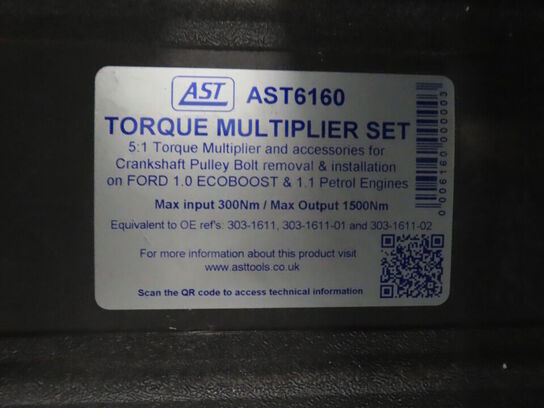 AST AST6160
TORQUE MULTIPLIER SET
5:1 Torque Multiplier and accessories for
Crankshaft Pulley Bolt removal & installation
on FORD 1.0 ECOBOOST & 1.1 Petrol Engines
Max input 300Nm / Max Output 1500Nm
Equivalent to OE ref's: 303-1611, 303-1611-01 and 303-1611-02
For more information about this product visit
www.asttools.co.uk
Scan the QR code to access technical information
0 006160 000003